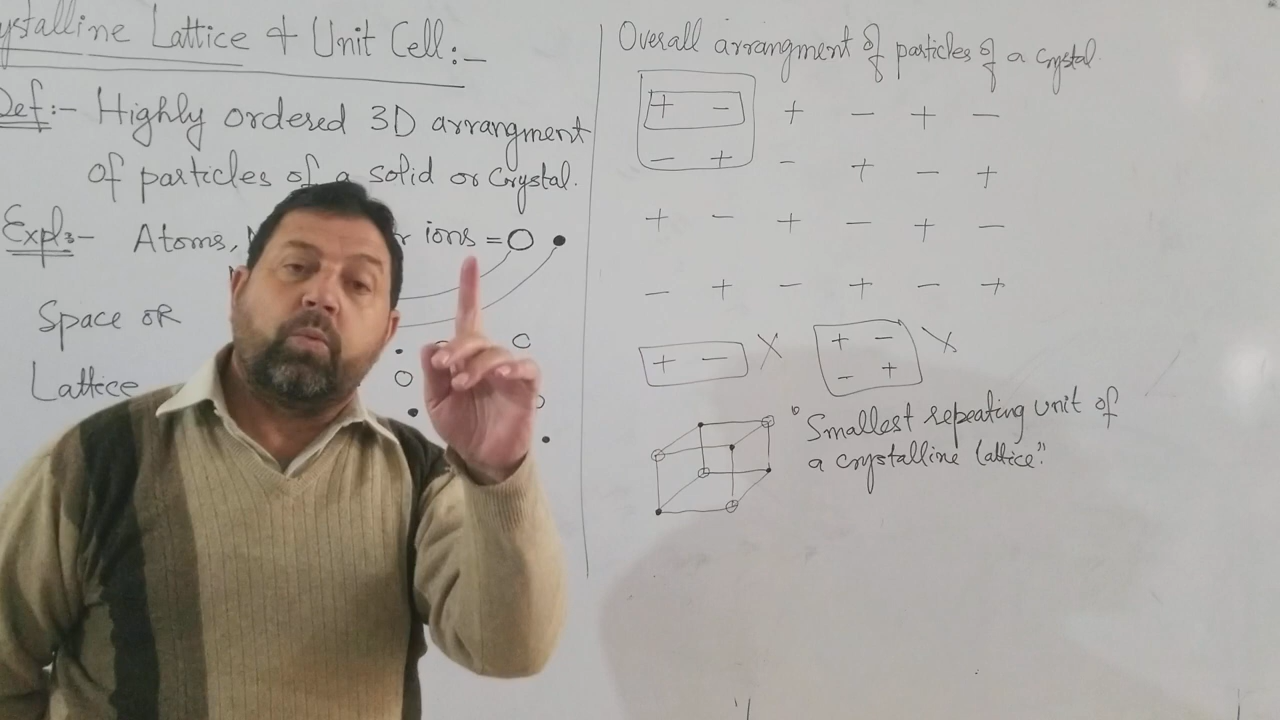 ystalline Lattice & Unit Cell:-
Def:- Highly ordered 3D arrangment
of particles of a solid or Crystal.
Expl:- Atoms, r ions =
Space OR
Lattice
Overall arrangment of particles of a crystal.
+ - + - + -
- + - + - +
+ - + - + -
- + - + - +
+ - X + - X
- +
"Smallest repeating unit of
a crystalline lattice".